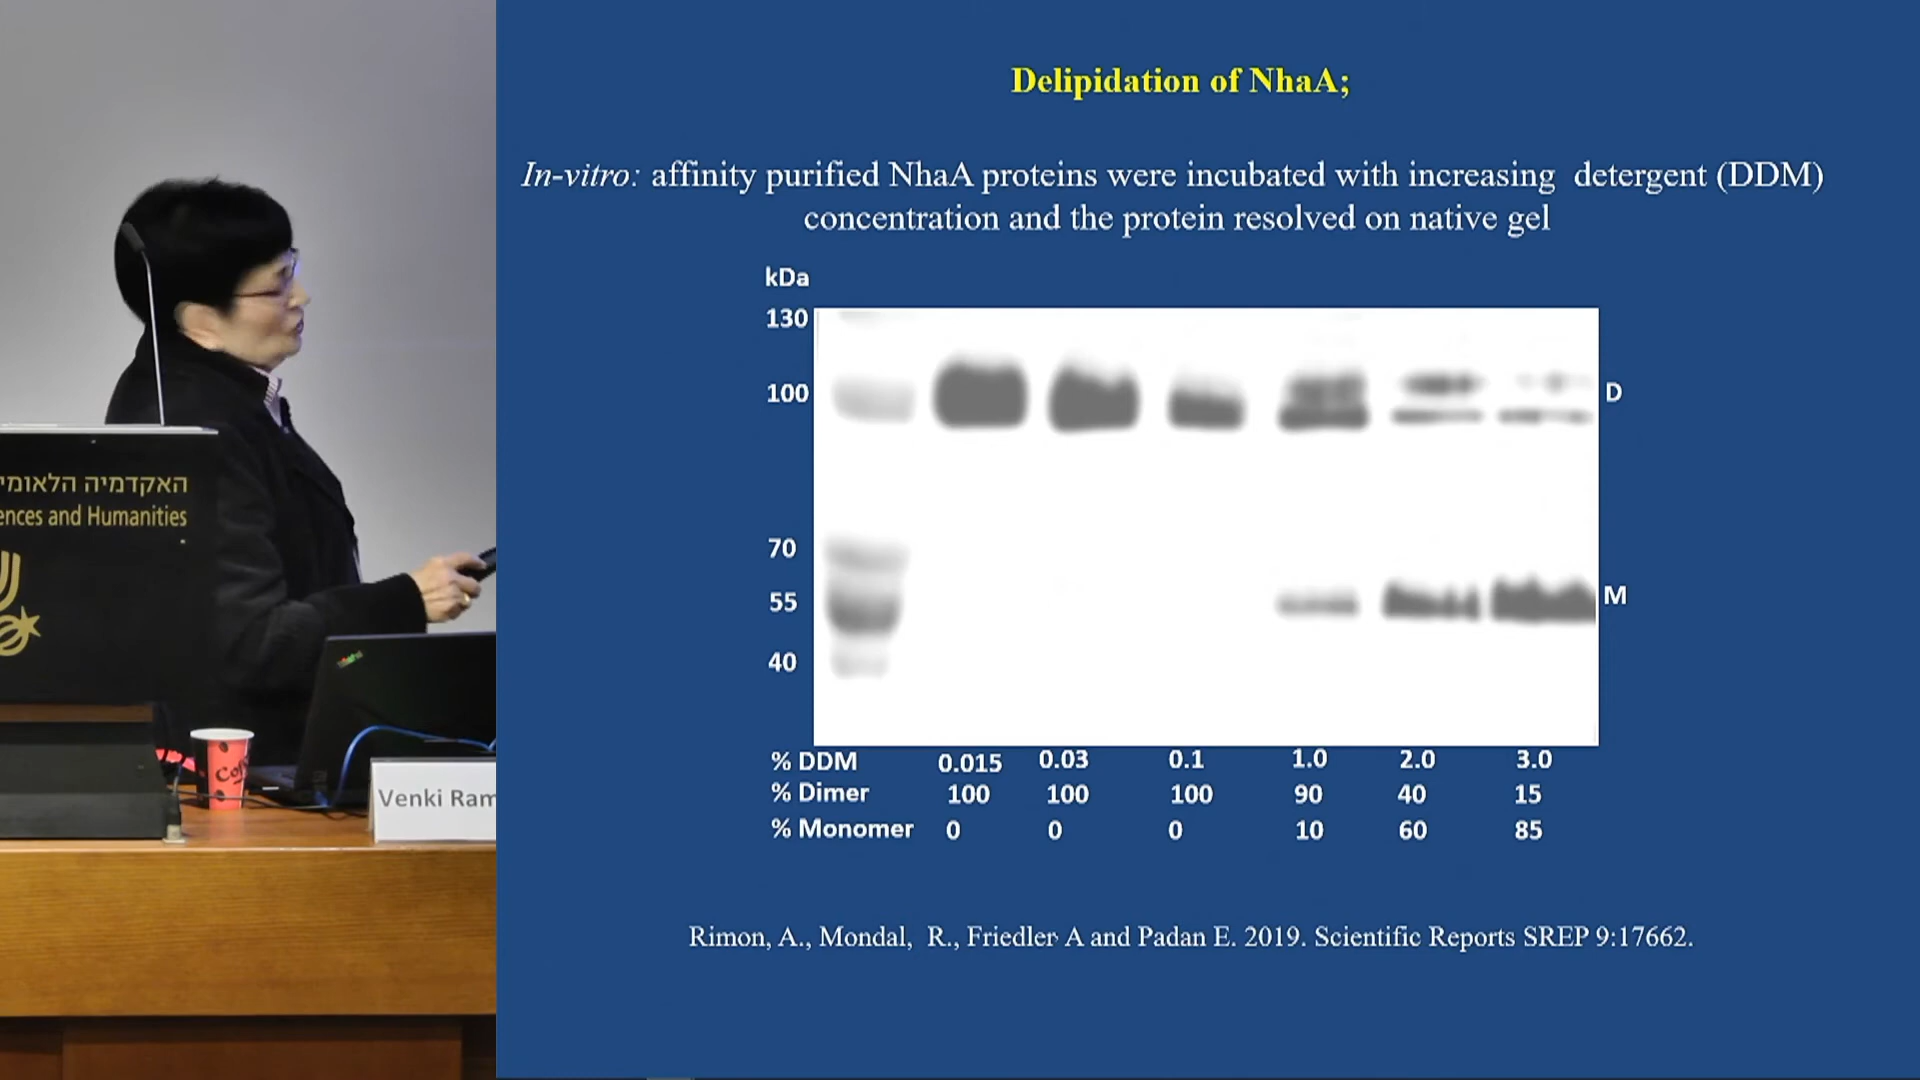 Delipidation of NhaA;
In-vitro: affinity purified NhaA proteins were incubated with increasing detergent (DDM)
concentration and the protein resolved on native gel
kDa
130
100
D
70
55
M
40
% DDM 0.015 0.03 0.1 1.0 2.0 3.0
% Dimer 100 100 100 90 40 15
% Monomer 0 0 0 10 60 85
Rimon, A., Mondal, R., Friedler A and Padan E. 2019. Scientific Reports SREP 9:17662.
האקדמיה הלאומי
ences and Humanities
Venki Ram